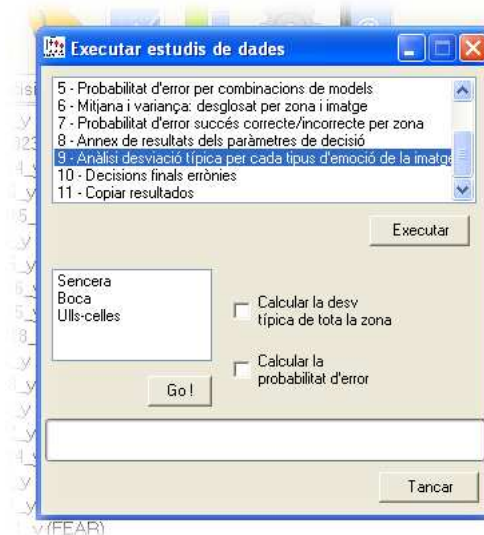 Executar estudis de dades
5 - Probabilitat d'error per combinacions de models
6 - Mitjana i variança: desglosat per zona i imatge
7 - Probabilitat d'error succés correcte/incorrecte per zona
8 - Annex de resultats dels paràmetres de decisió
9 - Anàlisi desviació típica per cada tipus d'emoció de la imatge
10 - Decisions finals errònies
11 - Copiar resultados
Executar
Sencera
Boca
Ulls-celles
Calcular la desv
típica de tota la zona
Calcular la
probabilitat d'error
Go !
Tancar
(FEAR)